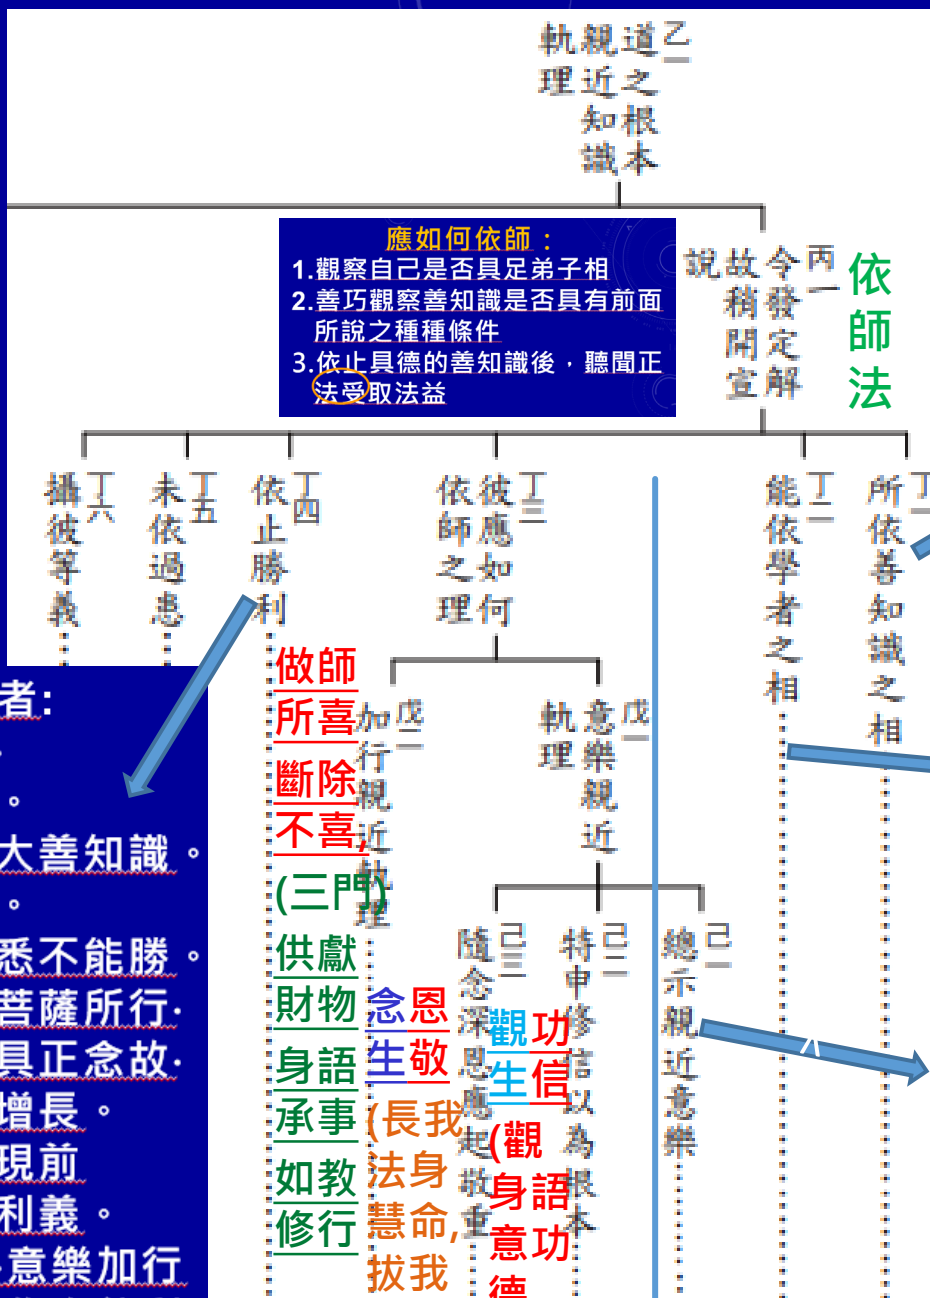 乙一
道之根本
親近知識
軌理
應如何依師：
1.觀察自己是否具足弟子相
2.善巧觀察善知識是否具有前面
所說之種種條件
3.依止具德的善知識後，聽聞正
法受取法益
丙一
令發定解
故稍開宣
說
依師法
丁一
所依善知識之相
丁二
能依學者之相
丁三
彼應如何
依師之理
丁四
依止勝利
丁五
未依過患
丁六
攝彼等義
戊一
意樂親近
軌理
戊二
加行親近軌理
己一
總示親近意樂
己二
特申修信以為根本
己三
隨念深恩應起敬重
做師
所喜
斷除
不喜,
(三門)
供獻
財物
身語
承事
如教
修行
念恩
生敬
(長我
法身
慧命,
拔我
觀功
生信
(觀
身語
意功
德
者:
。
大善知識。
。
悉不能勝。
菩薩所行.
具正念故.
增長。
現前
利義。
意樂加行